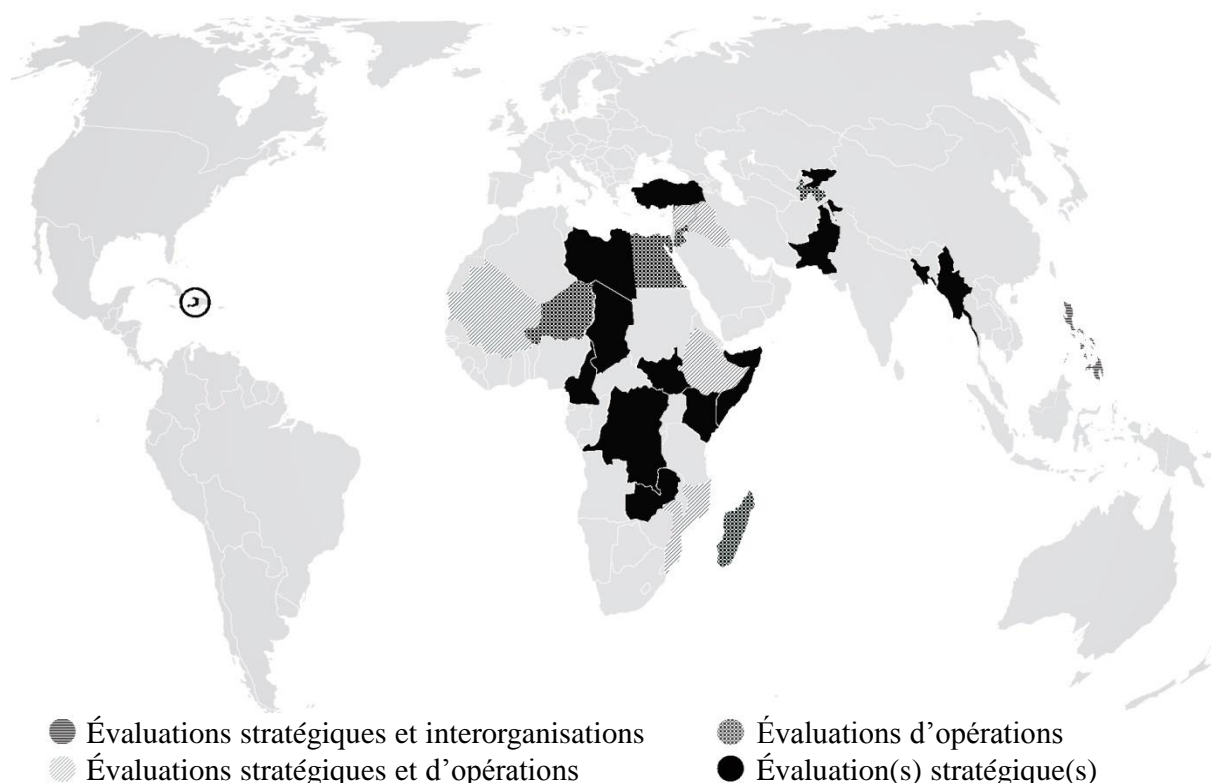 Évaluations stratégiques et interorganisations
Évaluations d’opérations
Évaluations stratégiques et d’opérations
Évaluation(s) stratégique(s)